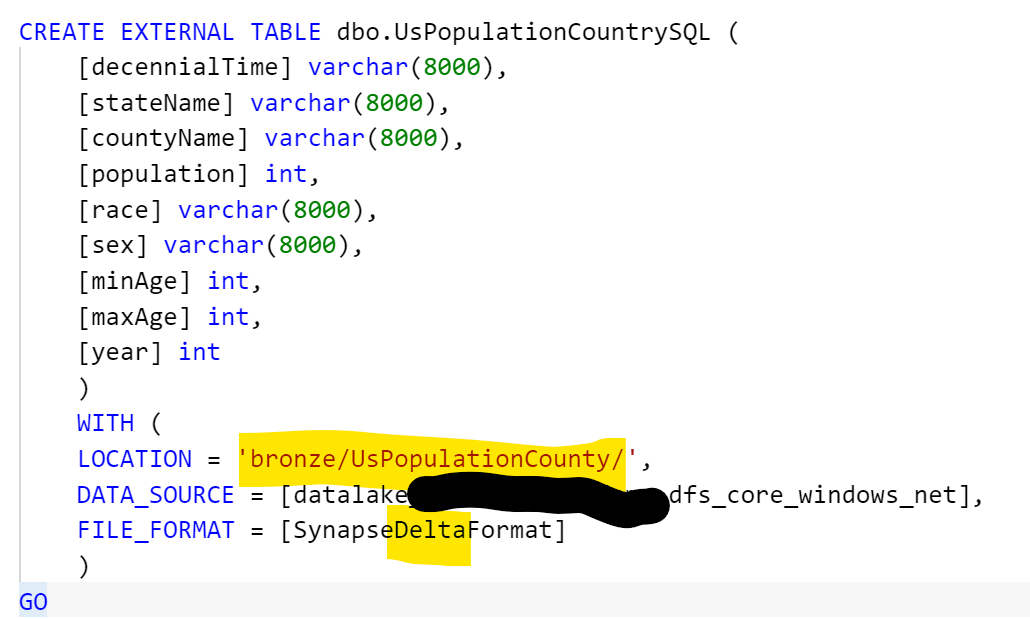 CREATE EXTERNAL TABLE dbo.UsPopulationCountrySQL (
[decennialTime] varchar(8000),
[stateName] varchar(8000),
[countyName] varchar(8000),
[population] int,
[race] varchar(8000),
[sex] varchar(8000),
[minAge] int,
[maxAge] int,
[year] int
)
WITH (
LOCATION = 'bronze/UsPopulationCounty/',
DATA_SOURCE = [datalake dfs_core_windows_net],
FILE_FORMAT = [SynapseDeltaFormat]
)
GO